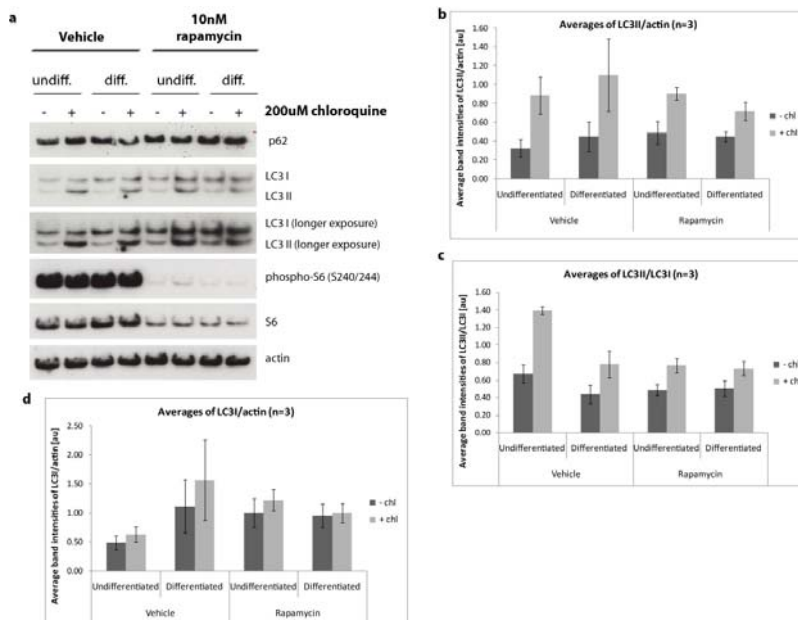 a
Vehicle
10nM
rapamycin
undiff.
diff.
undiff.
diff.
- + - + - + - +
200uM chloroquine
p62
LC3 I
LC3 II
LC3 I (longer exposure)
LC3 II (longer exposure)
phospho-S6 (S240/244)
S6
actin
b
Averages of LC3II/actin (n=3)
Average band intensities of LC3II/actin [au]
1.60
1.40
1.20
1.00
0.80
0.60
0.40
0.20
0.00
Undifferentiated
Differentiated
Undifferentiated
Differentiated
Vehicle
Rapamycin
- chl
+ chl
c
Averages of LC3II/LC3I (n=3)
Average band intensities of LC3II/LC3I [au]
1.60
1.40
1.20
1.00
0.80
0.60
0.40
0.20
0.00
Undifferentiated
Differentiated
Undifferentiated
Differentiated
Vehicle
Rapamycin
- chl
+ chl
d
Averages of LC3I/actin (n=3)
Average band intensities of LC3I/actin [au]
2.50
2.00
1.50
1.00
0.50
0.00
Undifferentiated
Differentiated
Undifferentiated
Differentiated
Vehicle
Rapamycin
- chl
+ chl